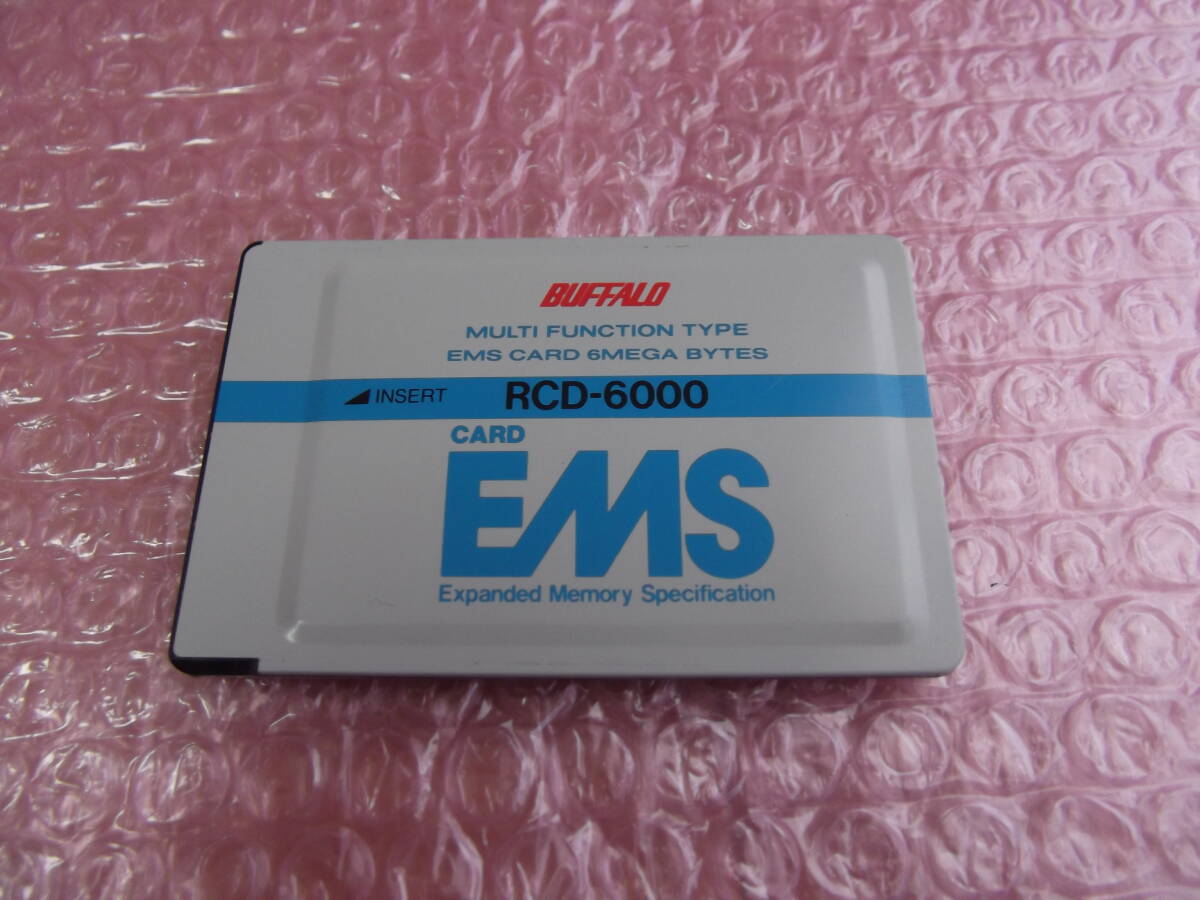 BUFFALO
MULTI FUNCTION TYPE
EMS CARD 6MEGA BYTES
INSERT RCD-6000
CARD
EMS
Expanded Memory Specification